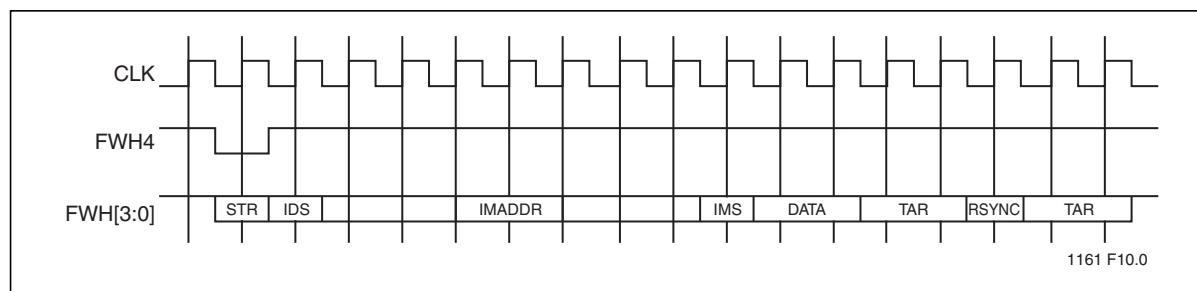 CLK
FWH4
FWH[3:0]
STR IDS IMADDR IMS DATA TAR RSYNC TAR
1161 F10.0